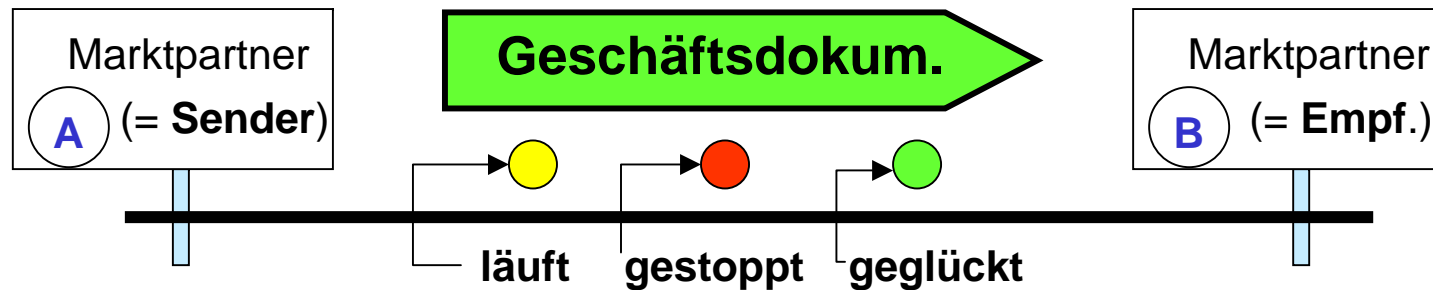 Marktpartner
A (= Sender)
Geschäftsdokum.
Marktpartner
B (= Empf.)
läuft gestoppt geglückt